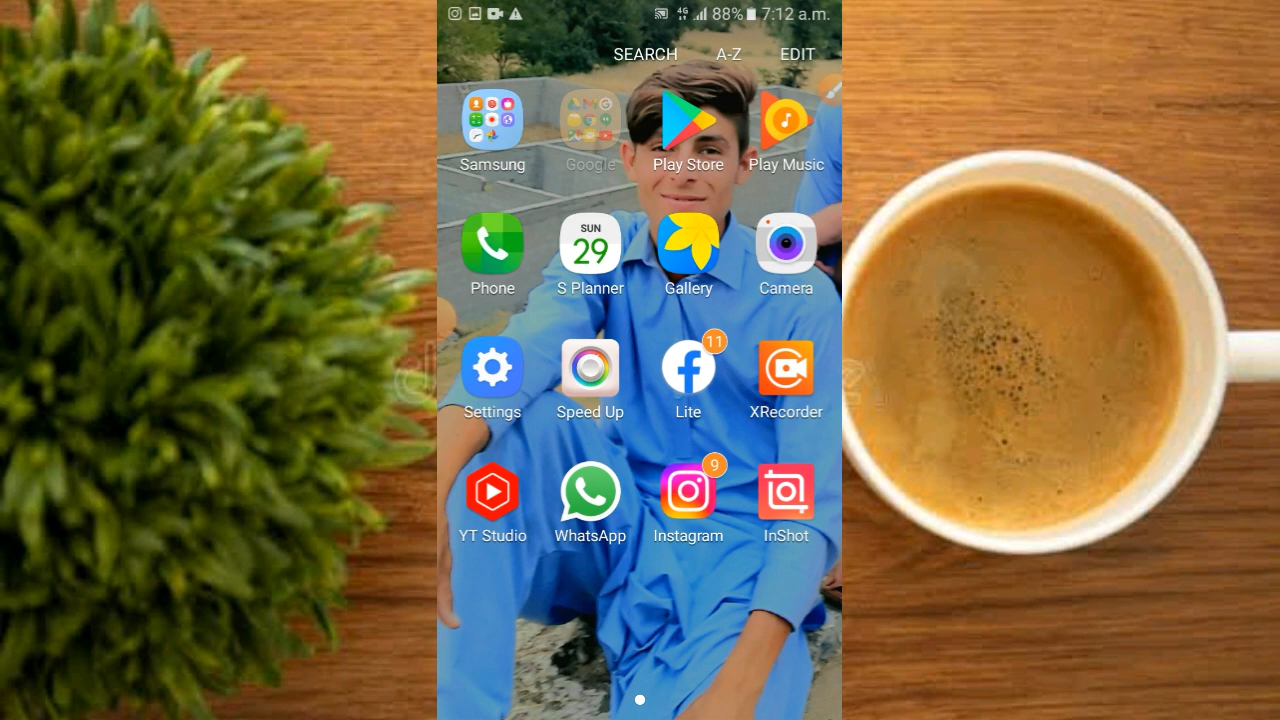 4G 88% 7:12 a.m.
SEARCH A-Z EDIT
Samsung Google Play Store Play Music
SUN
29
Phone S Planner Gallery Camera
11
Settings Speed Up Lite XRecorder
9
YT Studio WhatsApp Instagram InShot